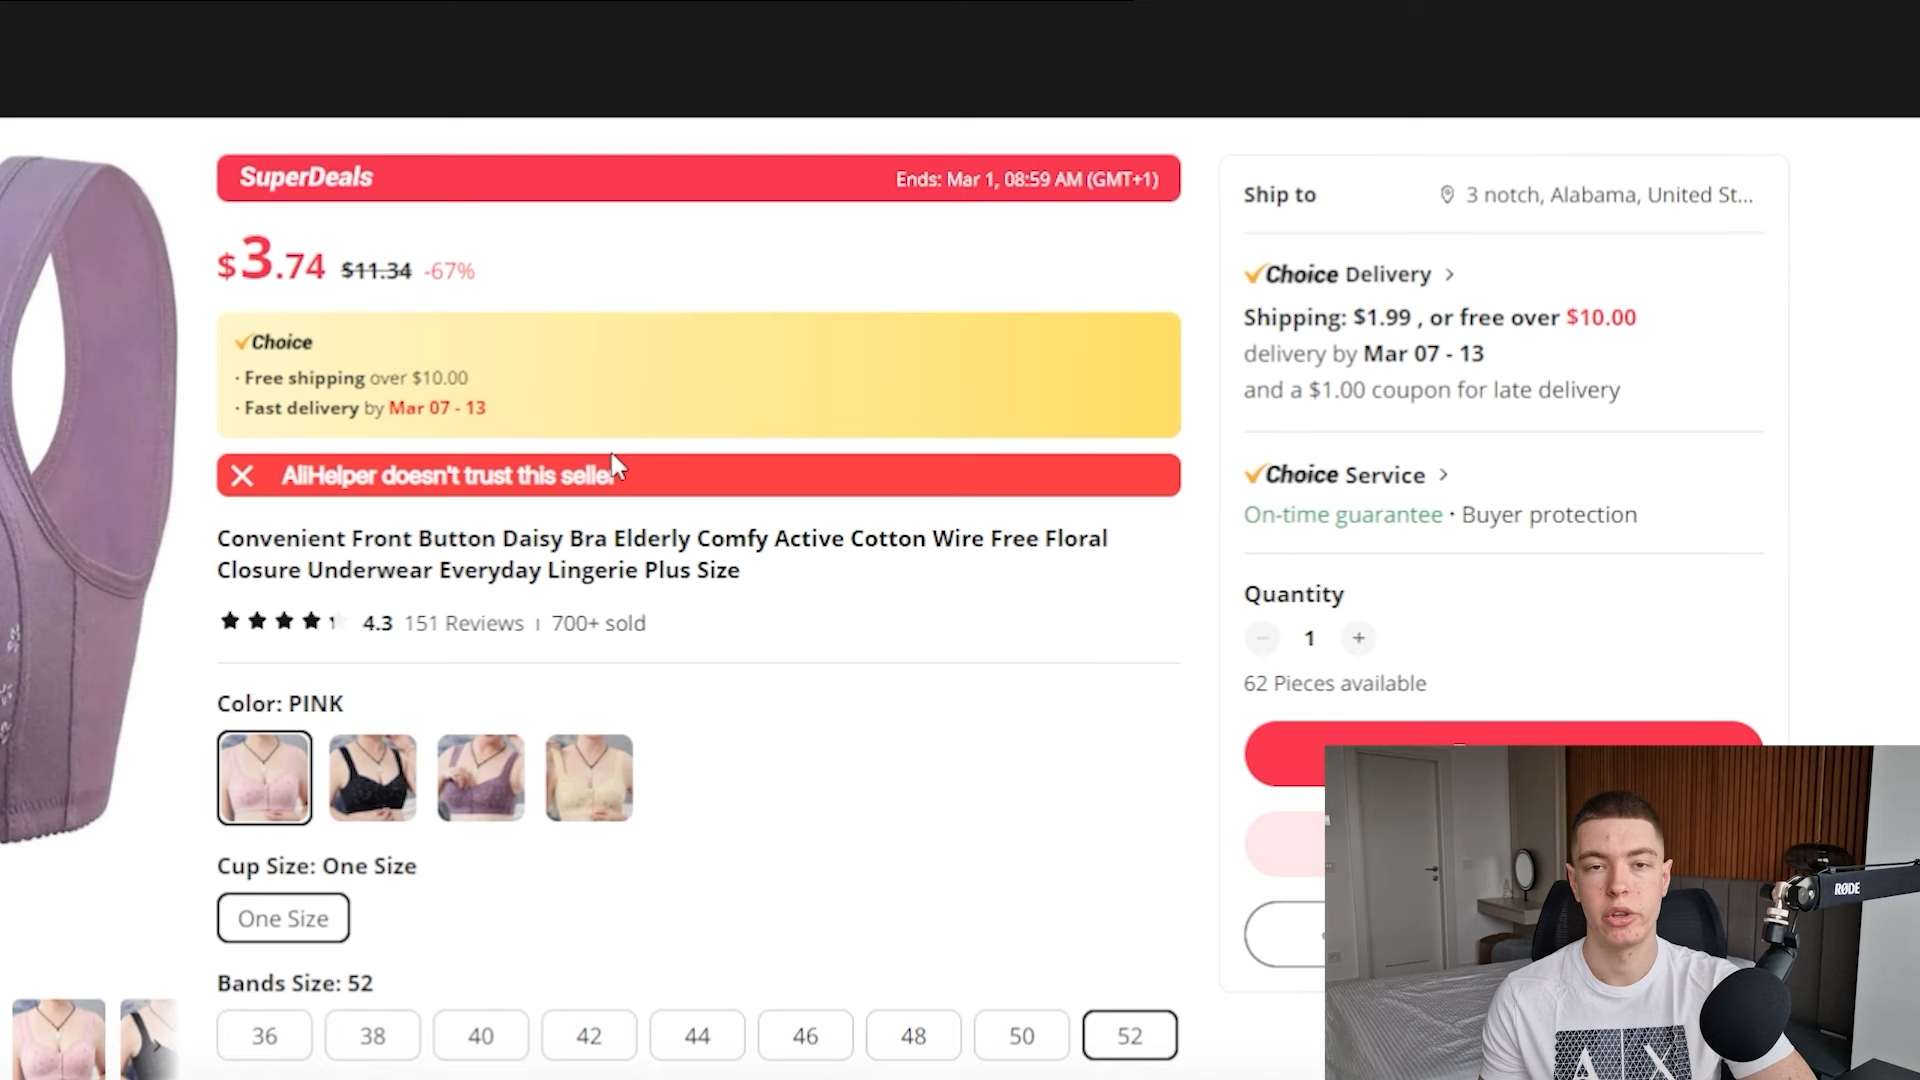 SuperDeals
Ends: Mar 1, 08:59 AM (GMT+1)
$3.74 $11.34 -67%
Choice
· Free shipping over $10.00
· Fast delivery by Mar 07 - 13
AliHelper doesn't trust this seller
Convenient Front Button Daisy Bra Elderly Comfy Active Cotton Wire Free Floral
Closure Underwear Everyday Lingerie Plus Size
4.3 151 Reviews | 700+ sold
Color: PINK
Cup Size: One Size
One Size
Bands Size: 52
36 38 40 42 44 46 48 50 52
Ship to 3 notch, Alabama, United St...
Choice Delivery >
Shipping: $1.99 , or free over $10.00
delivery by Mar 07 - 13
and a $1.00 coupon for late delivery
Choice Service >
On-time guarantee · Buyer protection
Quantity
− 1 +
62 Pieces available
RØDE
A|X